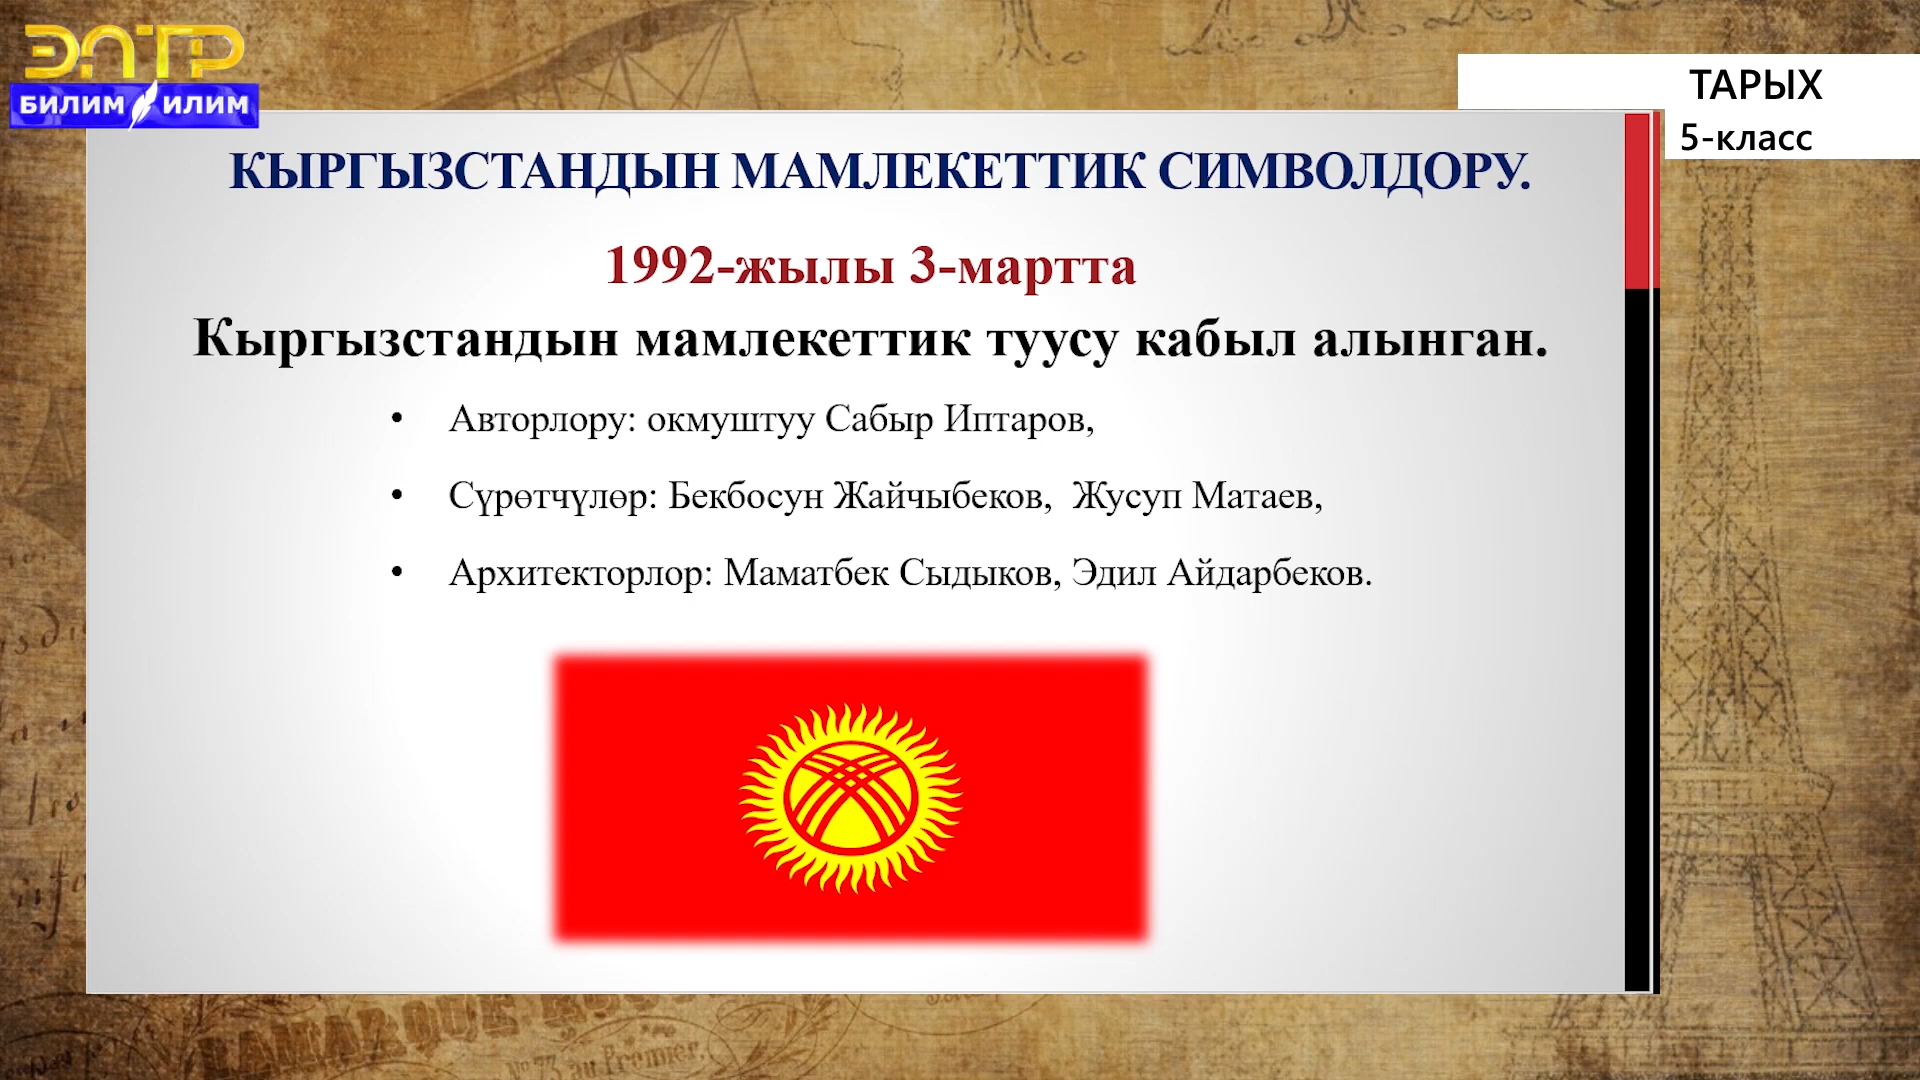 ЭЛТР
БИЛИМ ИЛИМ
ТАРЫХ
5-класс
КЫРГЫЗСТАНДЫН МАМЛЕКЕТТИК СИМВОЛДОРУ.
1992-жылы 3-мартта
Кыргызстандын мамлекеттик туусу кабыл алынган.
• Авторлору: окмуштуу Сабыр Иптаров,
• Сүрөтчүлөр: Бекбосун Жайчыбеков, Жусуп Матаев,
• Архитекторлор: Маматбек Сыдыков, Эдил Айдарбеков.